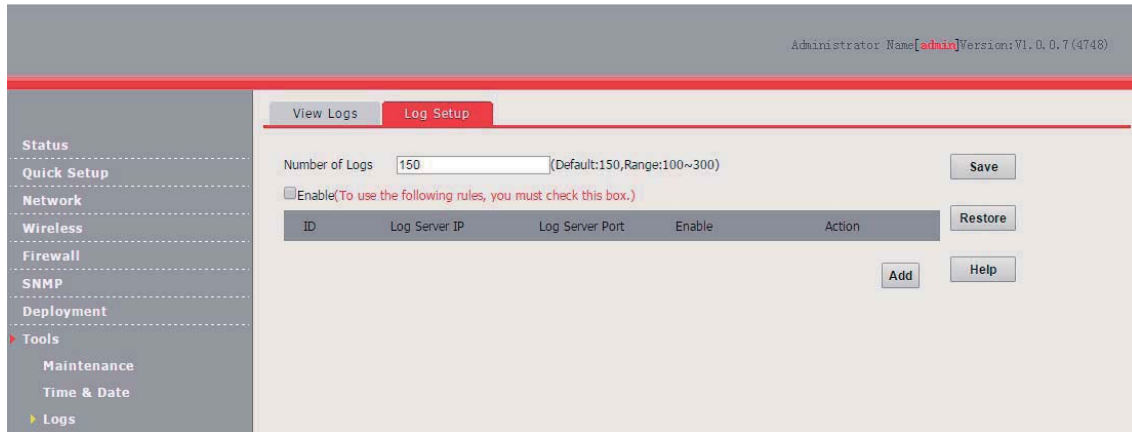 Administrator Name[admin]Version:V1.0.0.7(4748)
View Logs
Log Setup
Status
Quick Setup
Network
Wireless
Firewall
SNMP
Deployment
Tools
Maintenance
Time & Date
Logs
Number of Logs 150 (Default:150,Range:100~300)
Enable(To use the following rules, you must check this box.)
ID Log Server IP Log Server Port Enable Action
Add
Save
Restore
Help